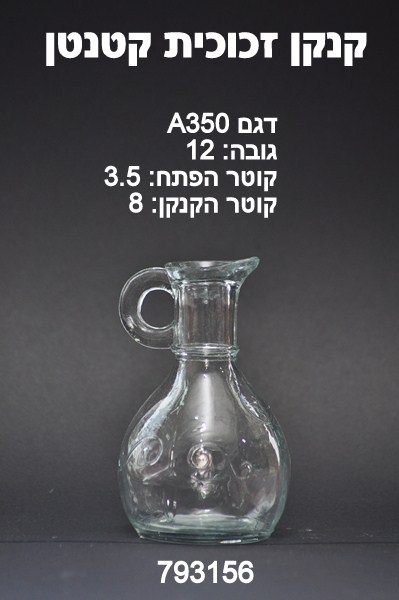 קנקן זכוכית קטנטן
דגם A350
גובה: 12
קוטר הפתח: 3.5
קוטר הקנקן: 8
793156